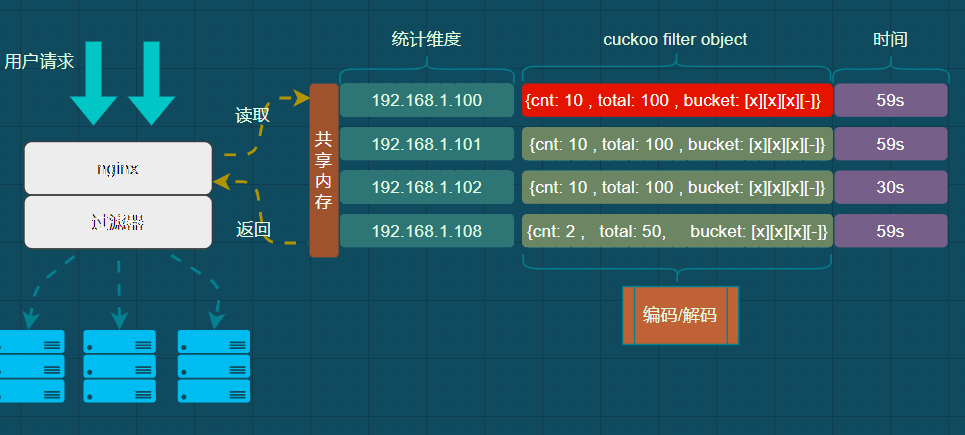 统计维度
cuckoo filter object
时间
用户请求
读取
nginx
过滤器
返回
共享内存
192.168.1.100
{cnt: 10 , total: 100 , bucket: [x][x][x][-]}
59s
192.168.1.101
{cnt: 10 , total: 100 , bucket: [x][x][x][-]}
59s
192.168.1.102
{cnt: 10 , total: 100 , bucket: [x][x][x][-]}
30s
192.168.1.108
{cnt: 2 , total: 50, bucket: [x][x][x][-]}
59s
编码/解码